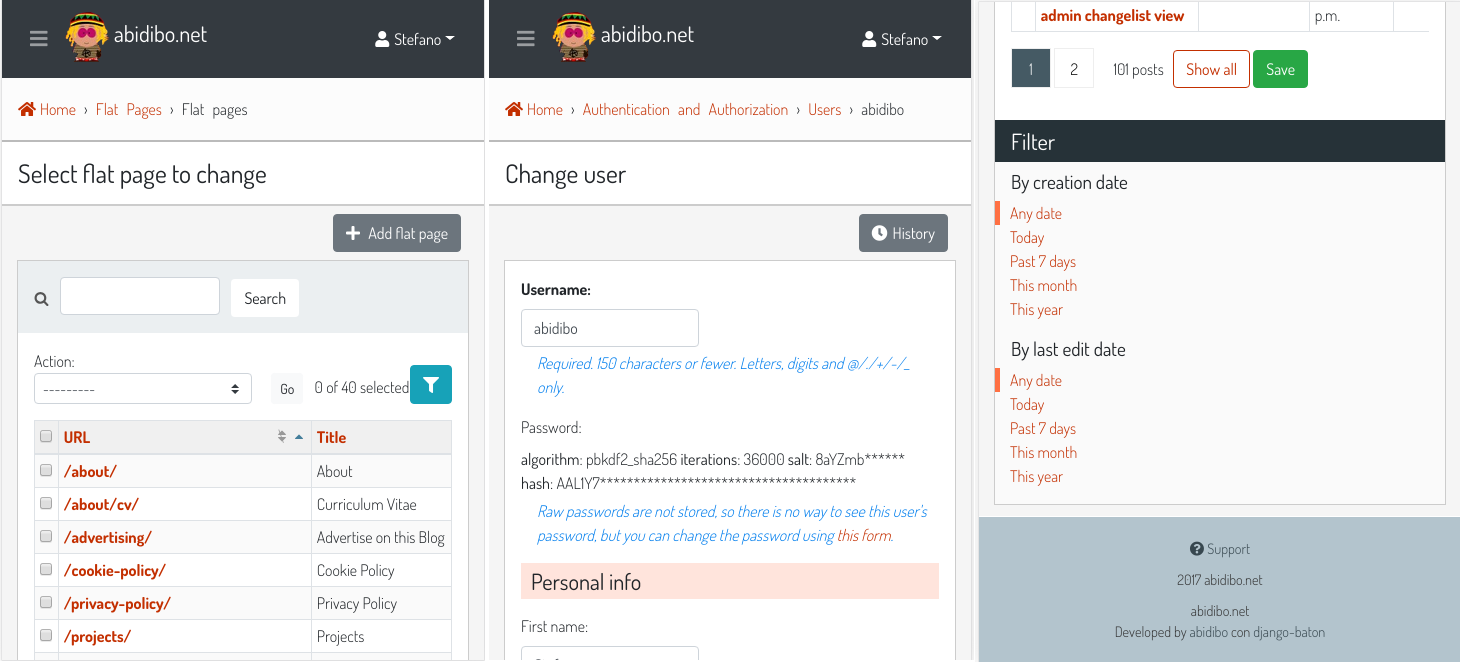 abidibo.net
Stefano
Home › Flat Pages › Flat pages
Select flat page to change
Add flat page
Search
Action:
---------
Go
0 of 40 selected
URL Title
/about/ About
/about/cv/ Curriculum Vitae
/advertising/ Advertise on this Blog
/cookie-policy/ Cookie Policy
/privacy-policy/ Privacy Policy
/projects/ Projects
abidibo.net
Stefano
Home › Authentication and Authorization › Users › abidibo
Change user
History
Username:
abidibo
Required. 150 characters or fewer. Letters, digits and @/./+/-/_
only.
Password:
algorithm: pbkdf2_sha256 iterations: 36000 salt: 8aYZmb******
hash: AAL1Y7**************************************
Raw passwords are not stored, so there is no way to see this user's
password, but you can change the password using this form.
Personal info
First name:
admin changelist view p.m.
1 2 101 posts Show all Save
Filter
By creation date
Any date
Today
Past 7 days
This month
This year
By last edit date
Any date
Today
Past 7 days
This month
This year
Support
2017 abidibo.net
abidibo.net
Developed by abidibo con django-baton